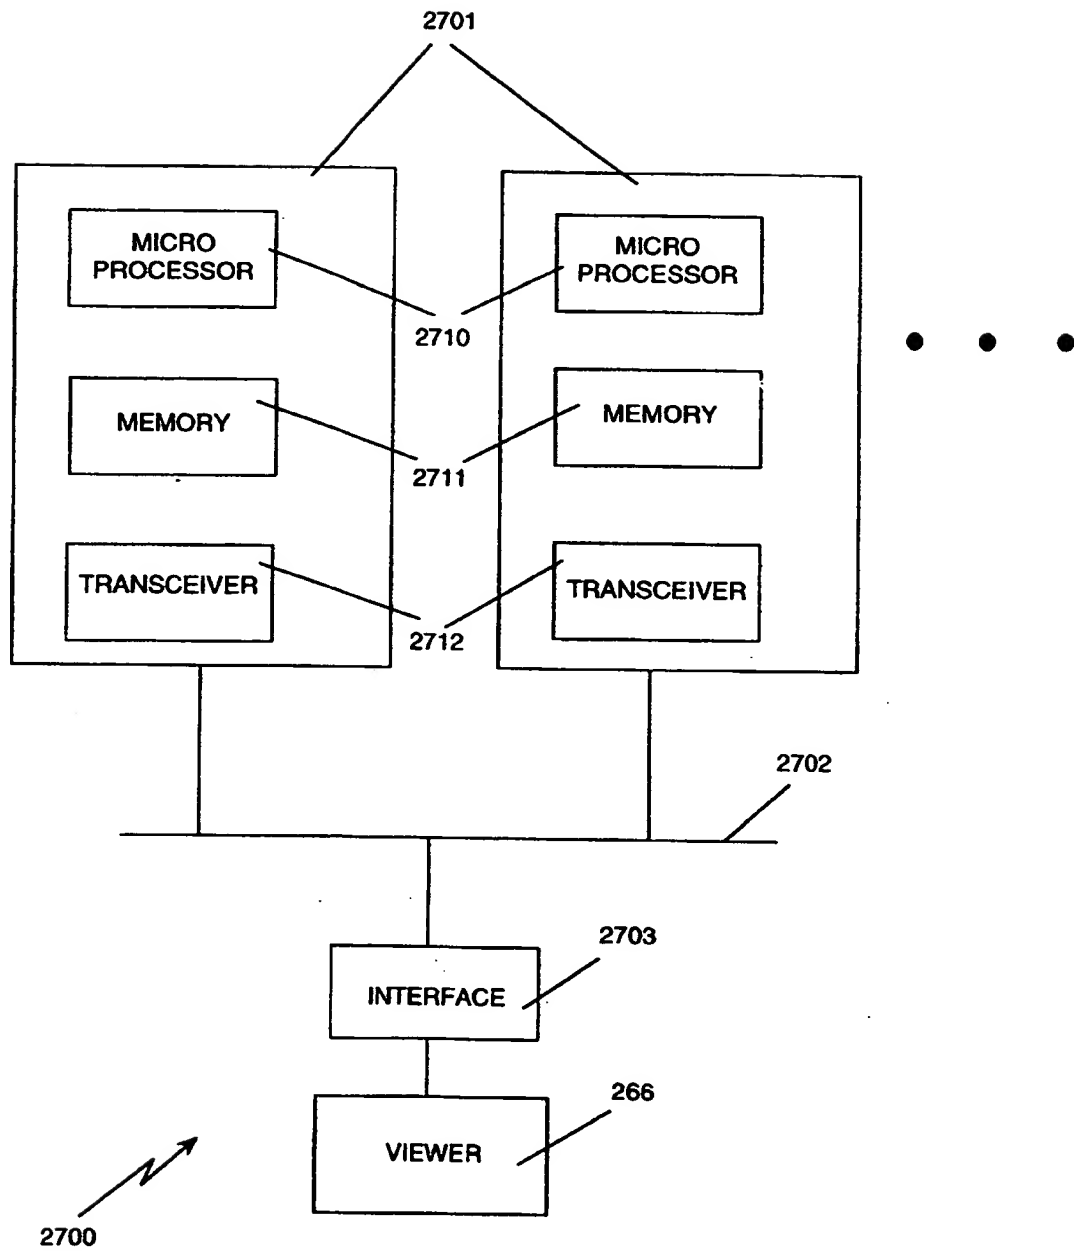 2701
MICRO
PROCESSOR
MICRO
PROCESSOR
2710
MEMORY
MEMORY
2711
TRANSCEIVER
TRANSCEIVER
2712
2702
2703
INTERFACE
266
VIEWER
2700